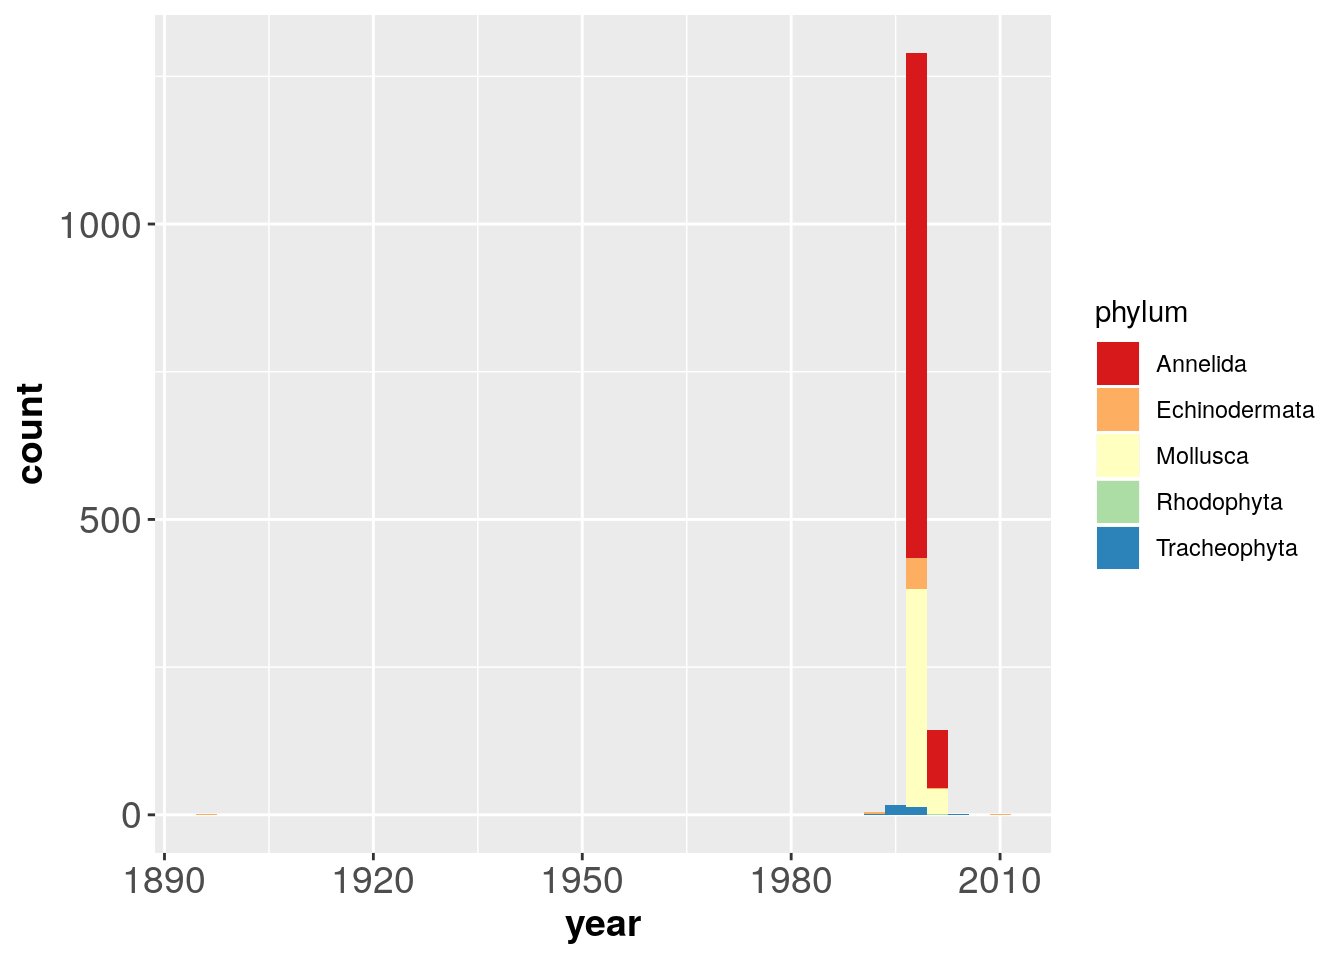 1000
500
0
count
1890 1920 1950 1980 2010
year
phylum
Annelida
Echinodermata
Mollusca
Rhodophyta
Tracheophyta